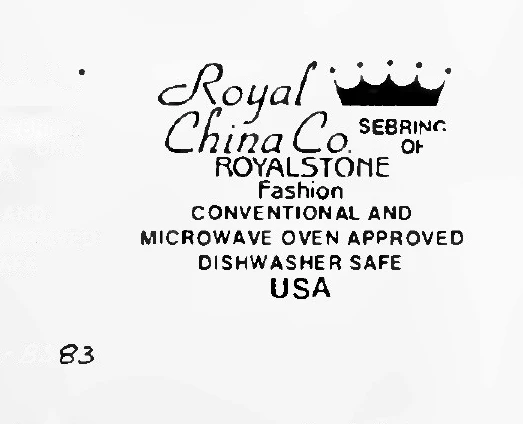 Royal
China Co.
SEBRING
OH
ROYALSTONE
Fashion
CONVENTIONAL AND
MICROWAVE OVEN APPROVED
DISHWASHER SAFE
USA
83